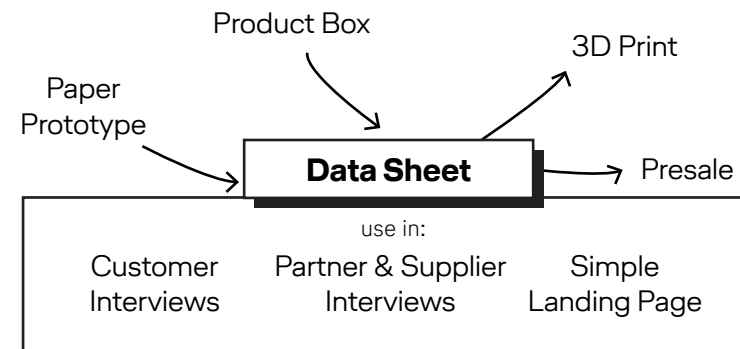 Product Box
3D Print
Paper
Prototype
Data Sheet
Presale
use in:
Customer
Interviews
Partner & Supplier
Interviews
Simple
Landing Page